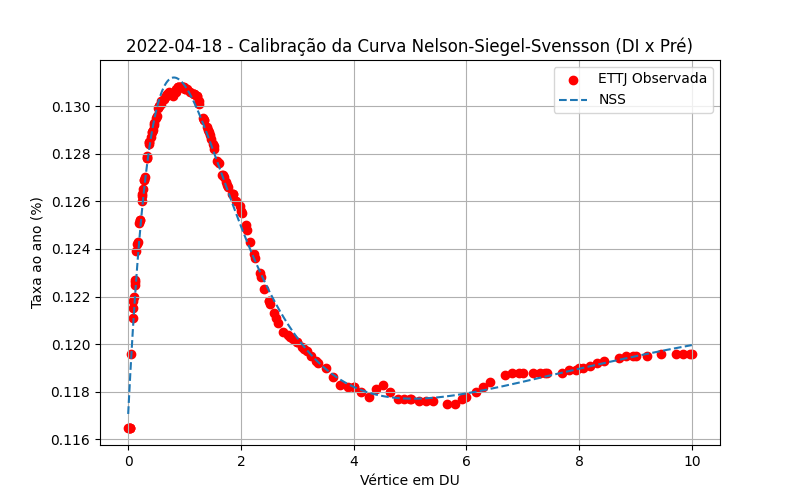 2022-04-18 - Calibração da Curva Nelson-Siegel-Svensson (DI x Pré)
ETTJ Observada
NSS
Taxa ao ano (%)
0.130
0.128
0.126
0.124
0.122
0.120
0.118
0.116
0
2
4
6
8
10
Vértice em DU